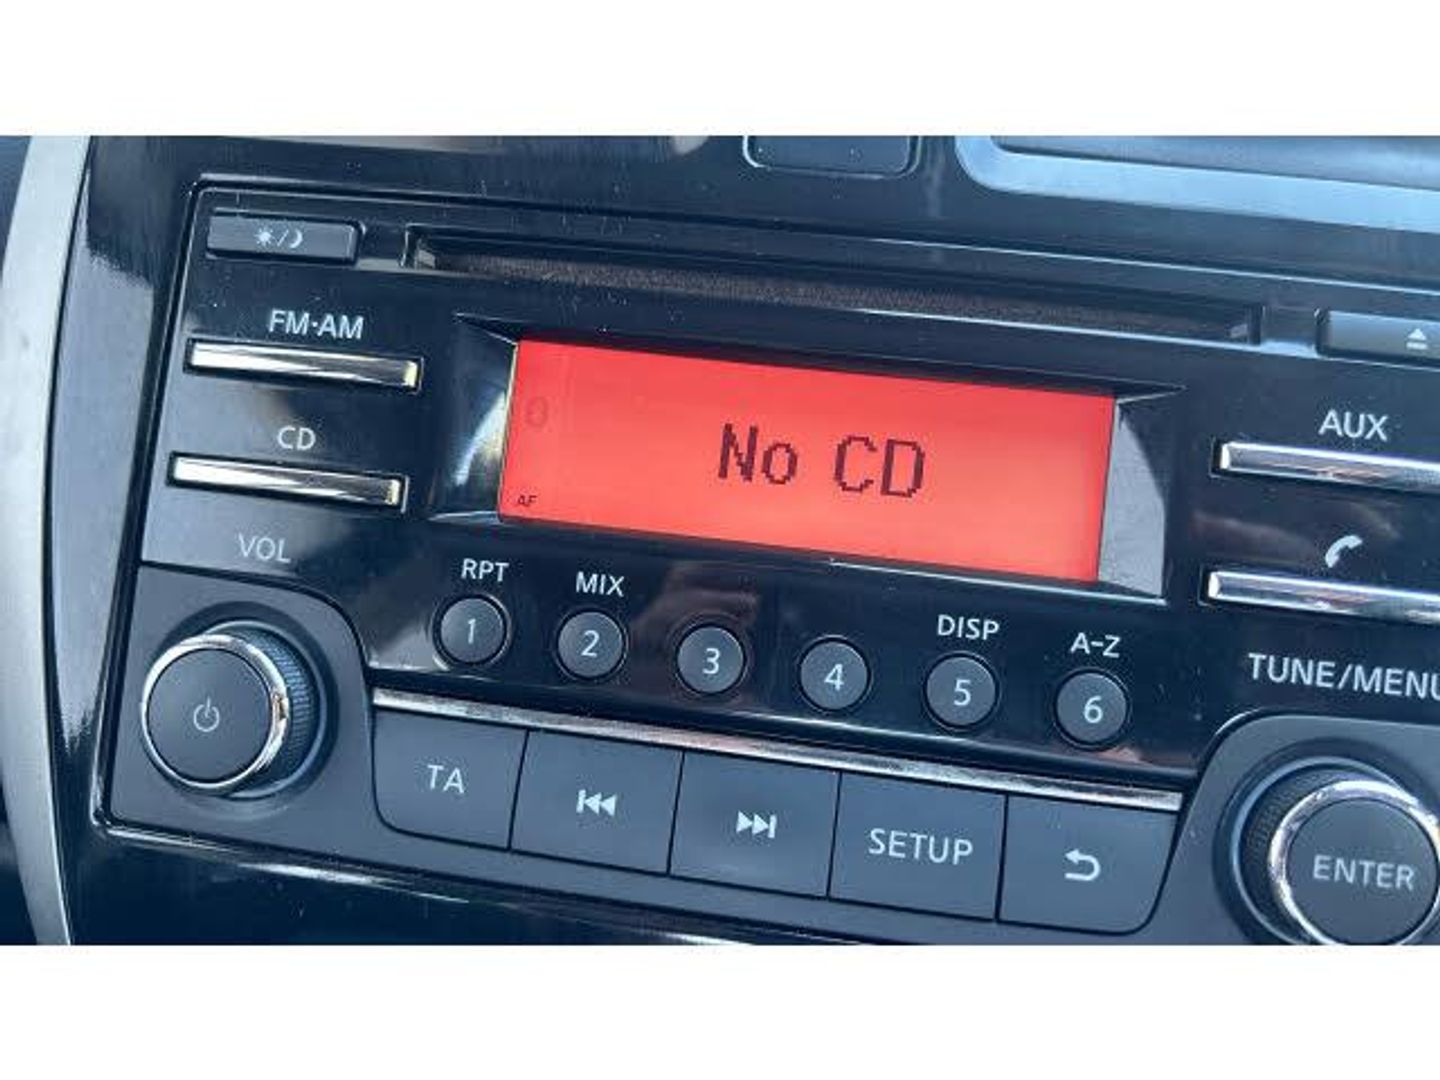 FM·AM
CD
VOL
No CD
AF
AUX
RPT
MIX
DISP
A-Z
1
2
3
4
5
6
TUNE/MENU
TA
SETUP
ENTER